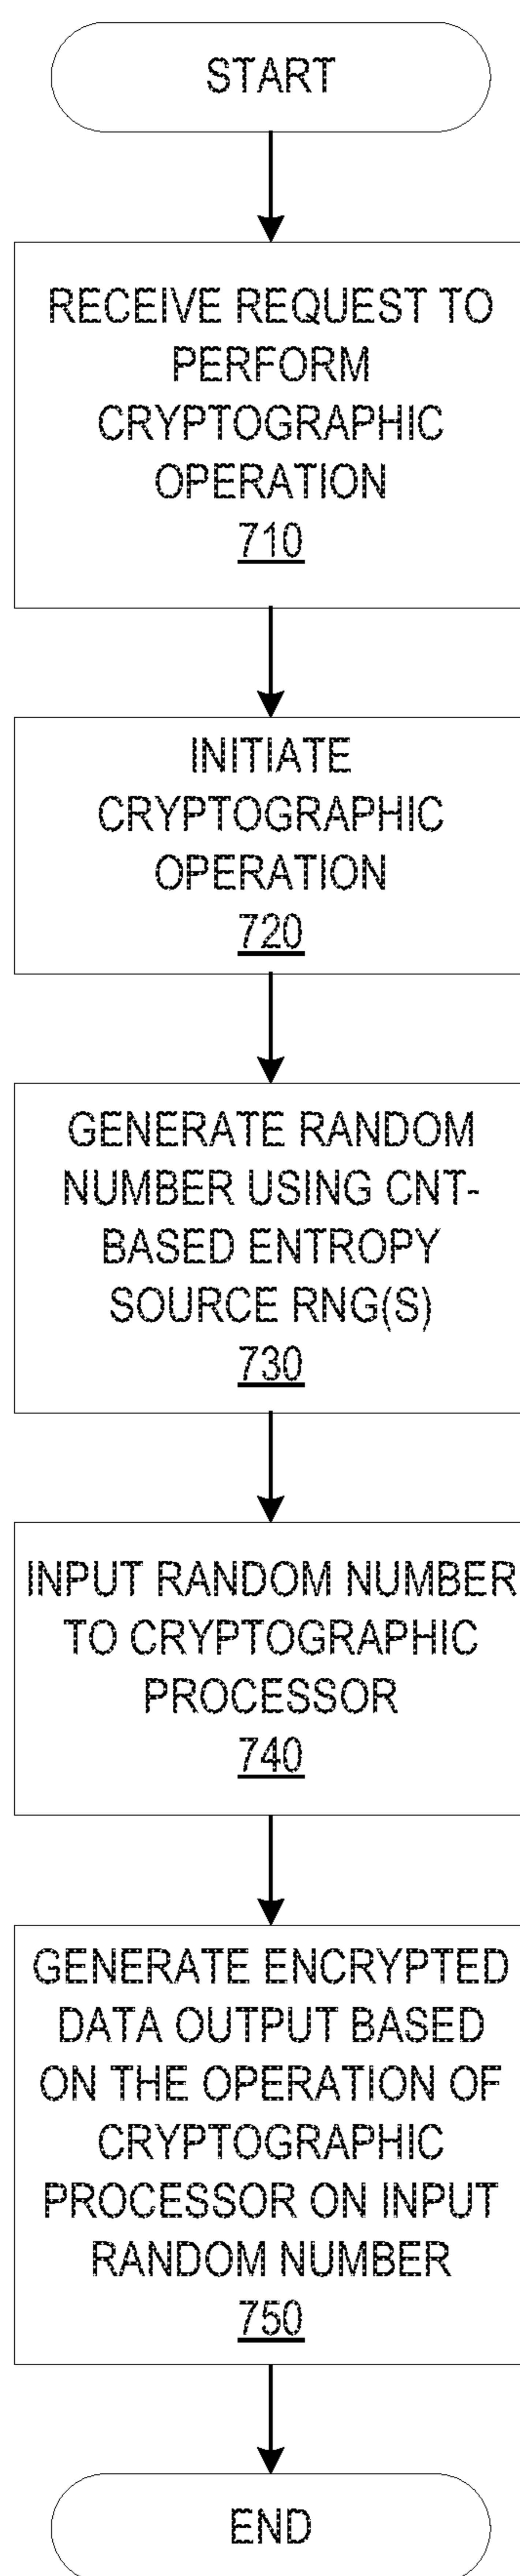 START
RECEIVE REQUEST TO
PERFORM
CRYPTOGRAPHIC
OPERATION
710
INITIATE
CRYPTOGRAPHIC
OPERATION
720
GENERATE RANDOM
NUMBER USING CNT-
BASED ENTROPY
SOURCE RNG(S)
730
INPUT RANDOM NUMBER
TO CRYPTOGRAPHIC
PROCESSOR
740
GENERATE ENCRYPTED
DATA OUTPUT BASED
ON THE OPERATION OF
CRYPTOGRAPHIC
PROCESSOR ON INPUT
RANDOM NUMBER
750
END